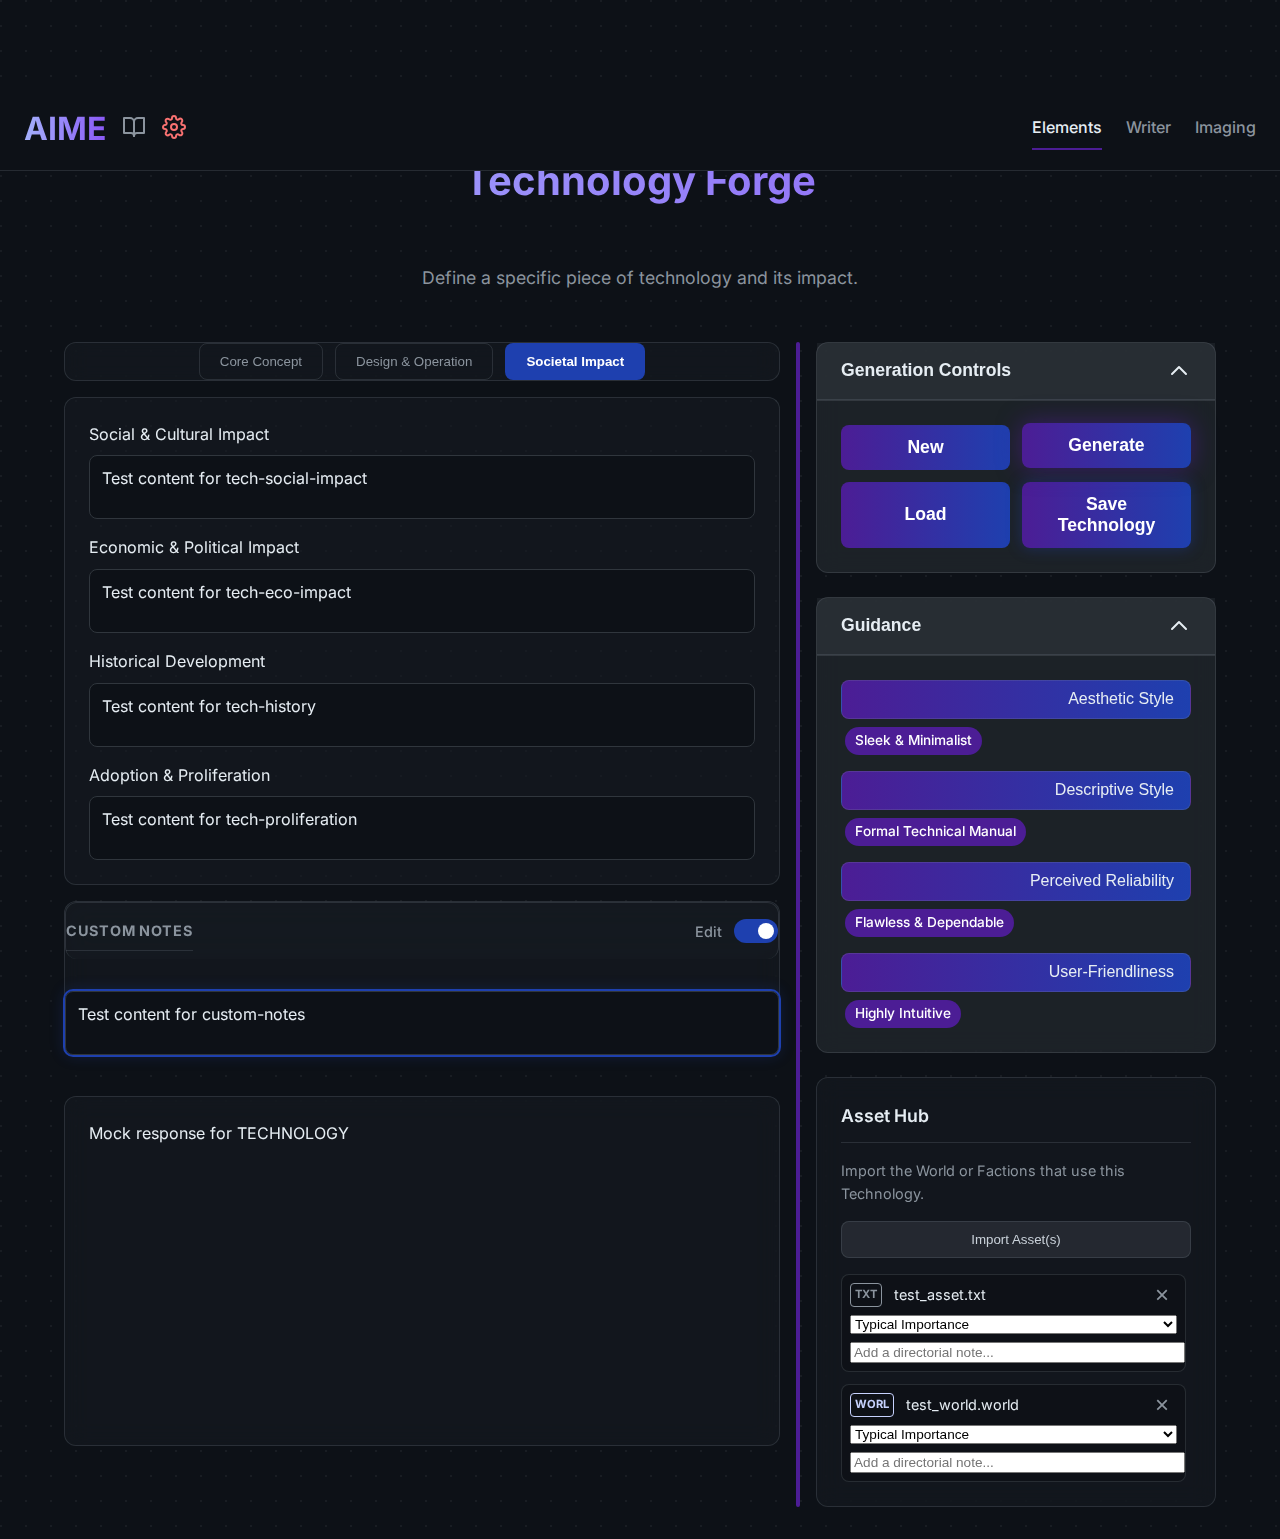 AIME
Elements
Writer
Imaging
Technology Forge
Define a specific piece of technology and its impact.
Core Concept
Design & Operation
Societal Impact
Social & Cultural Impact
Test content for tech-social-impact
Economic & Political Impact
Test content for tech-eco-impact
Historical Development
Test content for tech-history
Adoption & Proliferation
Test content for tech-proliferation
CUSTOM NOTES
Edit
Test content for custom-notes
Mock response for TECHNOLOGY
Generation Controls
New
Generate
Load
Save
Technology
Guidance
Aesthetic Style
Sleek & Minimalist
Descriptive Style
Formal Technical Manual
Perceived Reliability
Flawless & Dependable
User-Friendliness
Highly Intuitive
Asset Hub
Import the World or Factions that use this
Technology.
Import Asset(s)
TXT
test_asset.txt
Typical Importance
Add a directorial note...
WORL
test_world.world
Typical Importance
Add a directorial note...